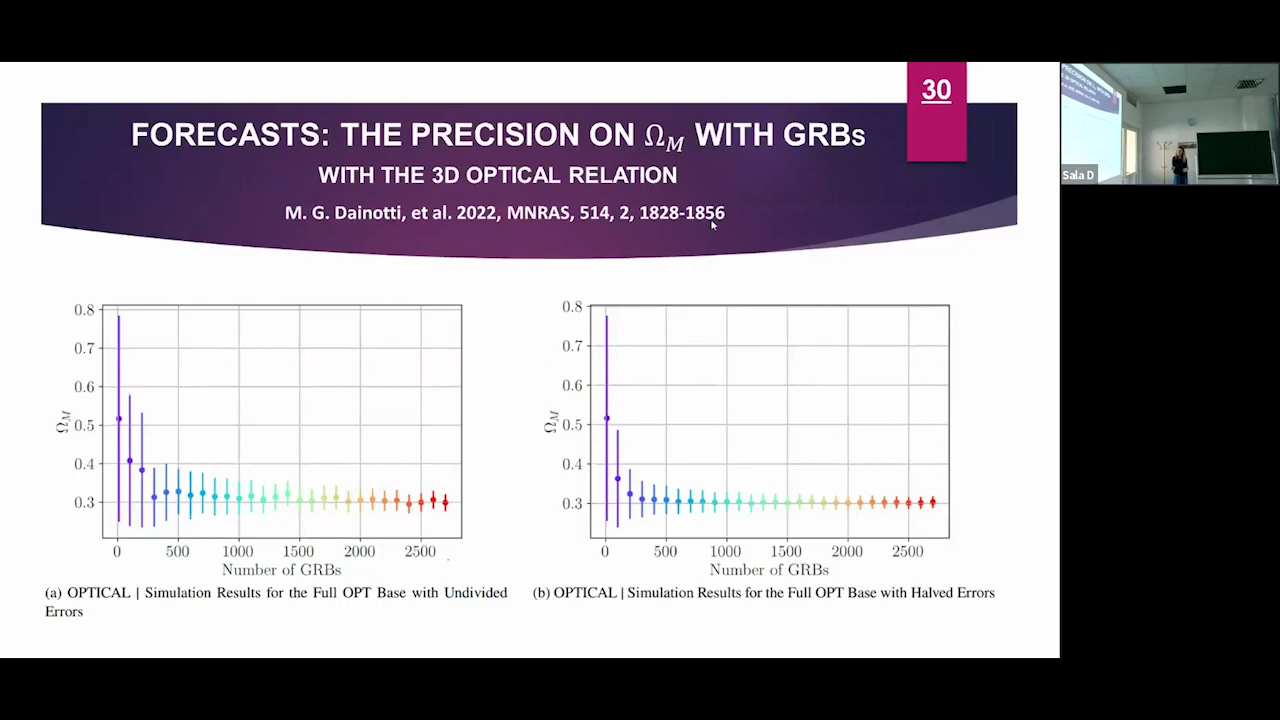 30
FORECASTS: THE PRECISION ON Ω_M WITH GRBs
WITH THE 3D OPTICAL RELATION
M. G. Dainotti, et al. 2022, MNRAS, 514, 2, 1828-1856
Sala D
0.8
0.7
0.6
0.5
0.4
0.3
Ω_M
0 500 1000 1500 2000 2500
Number of GRBs
(a) OPTICAL | Simulation Results for the Full OPT Base with Undivided
Errors
0.8
0.7
0.6
0.5
0.4
0.3
Ω_M
0 500 1000 1500 2000 2500
Number of GRBs
(b) OPTICAL | Simulation Results for the Full OPT Base with Halved Errors